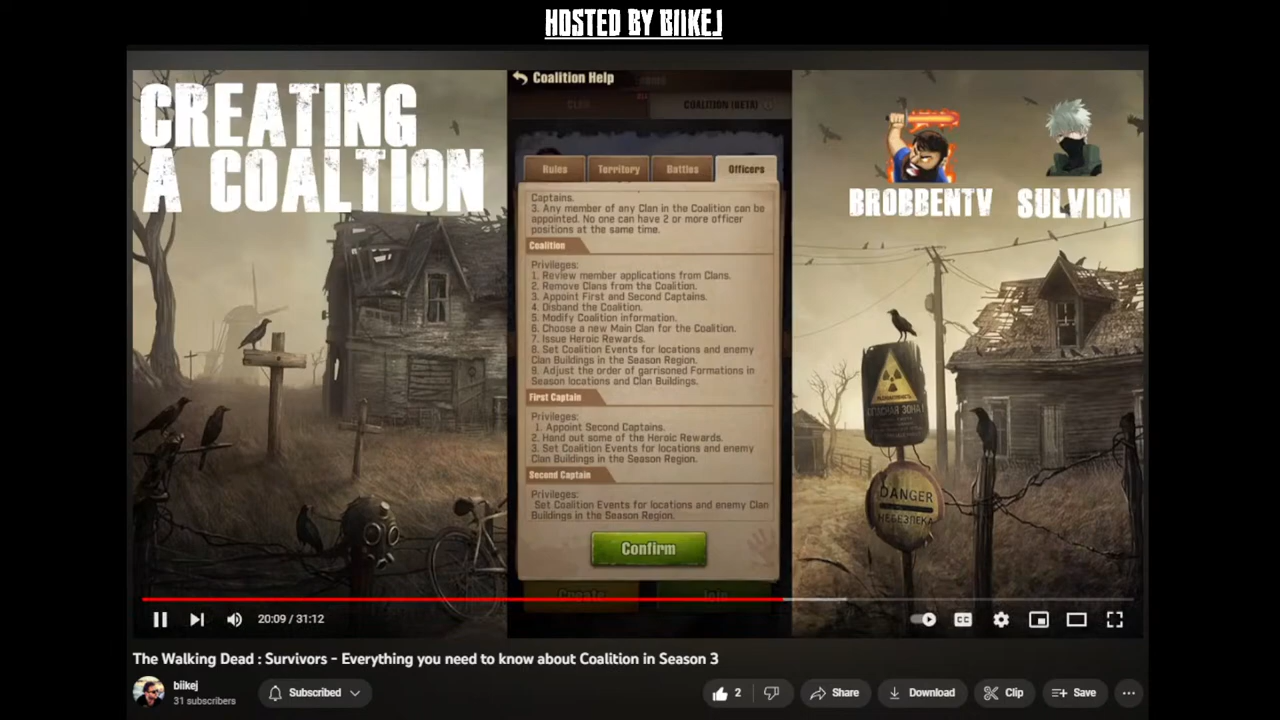 HOSTED BY BIIKEJ
CREATING
A COALTION
Coalition Help
CLAN
COALITION (BETA)
BROBBENTV
SULVION
Rules
Territory
Battles
Officers
Captains.
3. Any member of any Clan in the Coalition can be
appointed. No one can have 2 or more officer
positions at the same time.
Coalition
Privileges:
1. Review member applications from Clans.
2. Remove Clans from the Coalition.
3. Appoint First and Second Captains.
4. Disband the Coalition.
5. Modify Coalition information.
6. Choose a new Main Clan for the Coalition.
7. Issue Heroic Rewards.
8. Set Coalition Events for locations and enemy
Clan Buildings in the Season Region.
9. Adjust the order of garrisoned Formations in
Season locations and Clan Buildings.
First Captain
Privileges:
1. Appoint Second Captains.
2. Hand out some of the Heroic Rewards.
3. Set Coalition Events for locations and enemy
Clan Buildings in the Season Region.
Second Captain
Privileges:
Set Coalition Events for locations and enemy Clan
Buildings in the Season Region.
Confirm
Create
Join
ОПАСНАЯ ЗОНА!
DANGER
НЕБЕЗПЕКА
20:09 / 31:12
CC
The Walking Dead : Survivors - Everything you need to know about Coalition in Season 3
biikej
31 subscribers
Subscribed
2
Share
Download
Clip
Save